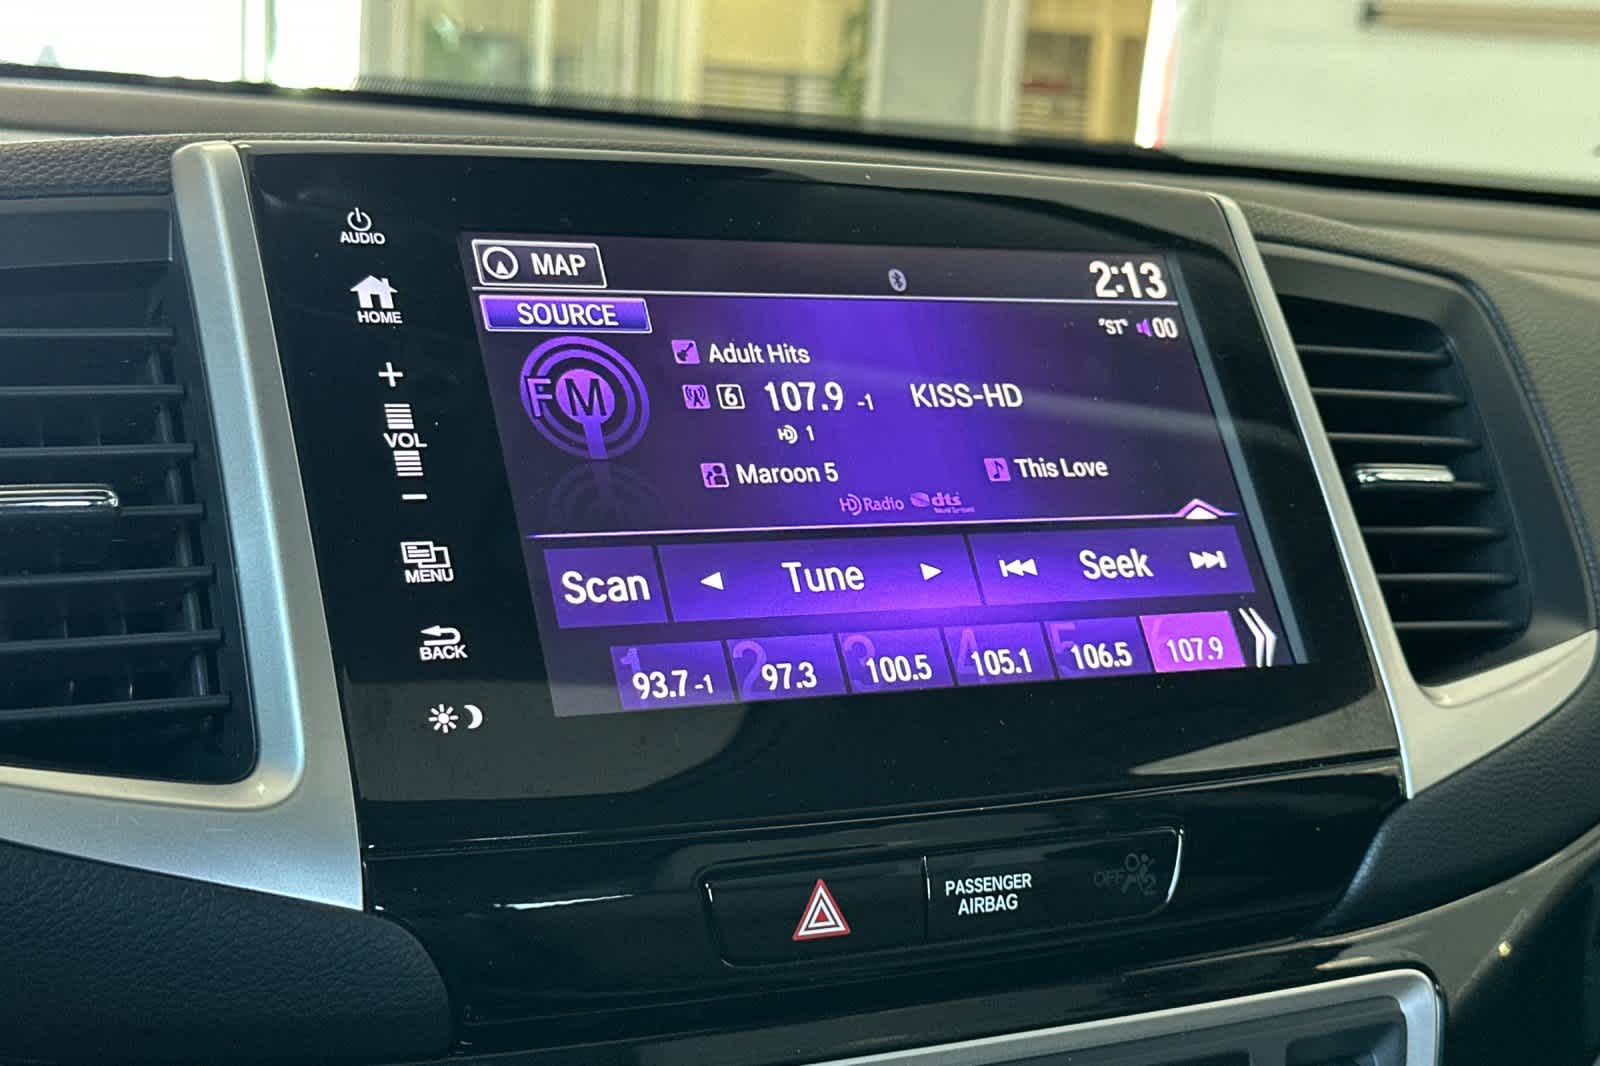 AUDIO
HOME
+
VOL
−
MENU
BACK
MAP
2:13
SOURCE
"ST" 00
FM
Adult Hits
6 107.9 -1 KISS-HD
HD 1
Maroon 5 This Love
HD Radio dts
Scan Tune Seek
1 93.7-1 2 97.3 3 100.5 4 105.1 5 106.5 6 107.9
PASSENGER
AIRBAG
OFF 2